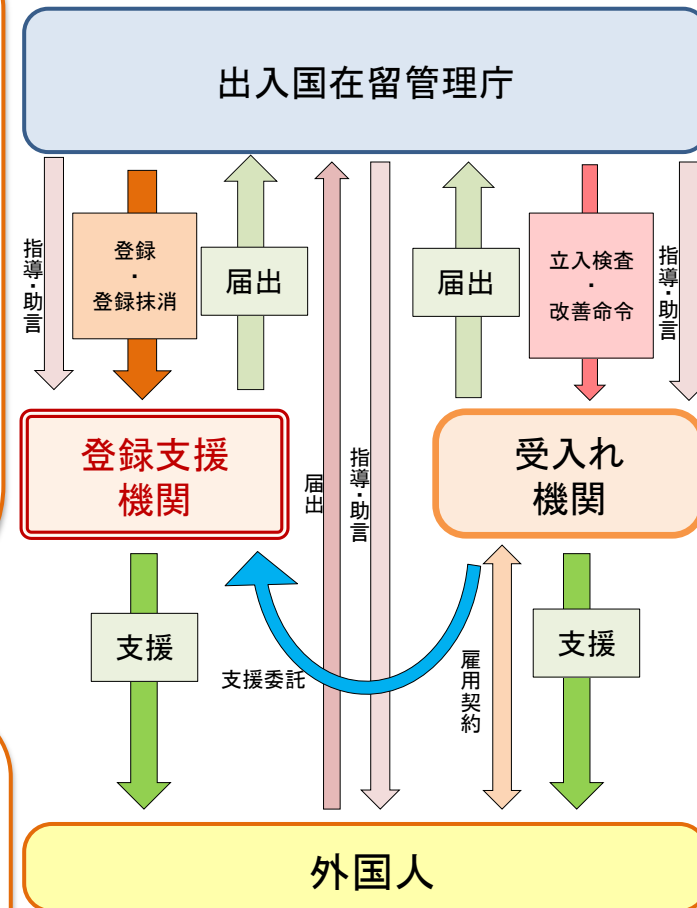 出入国在留管理庁
指導・助言
登録
・
登録抹消
届出
届出
立入検査
・
改善命令
指導・助言
登録支援
機関
届出
指導・助言
受入れ
機関
支援
支援委託
雇用契約
支援
外国人